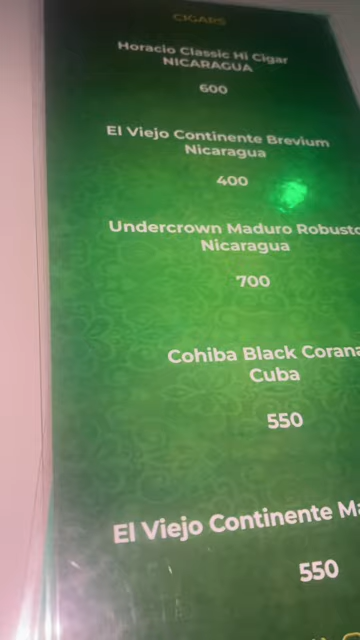 CIGARS
Horacio Classic Hi Cigar
NICARAGUA
600
El Viejo Continente Brevium
Nicaragua
400
Undercrown Maduro Robusto
Nicaragua
700
Cohiba Black Corana
Cuba
550
El Viejo Continente
550